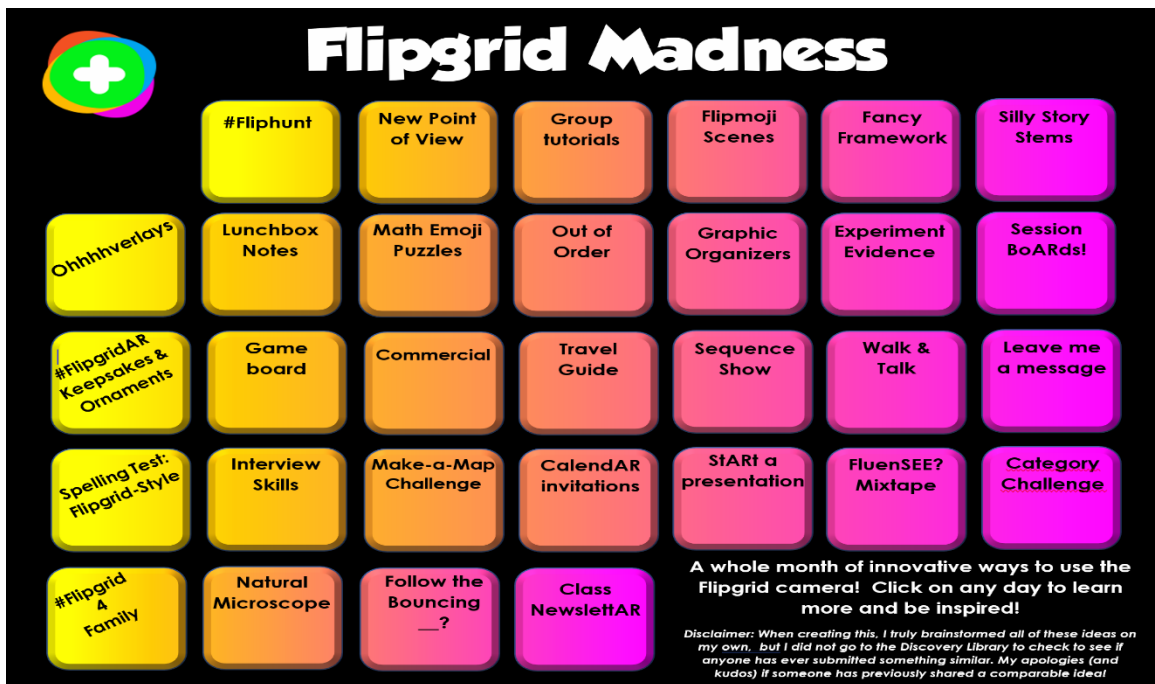 Flipgrid Madness
#Fliphunt
New Point
of View
Group
tutorials
Flipmoji
Scenes
Fancy
Framework
Silly Story
Stems
Ohhhhverlays
Lunchbox
Notes
Math Emoji
Puzzles
Out of
Order
Graphic
Organizers
Experiment
Evidence
Session
BoARds!
#FlipgridAR
Keepsakes &
Ornaments
Game
board
Commercial
Travel
Guide
Sequence
Show
Walk &
Talk
Leave me
a message
Spelling Test:
Flipgrid-Style
Interview
Skills
Make-a-Map
Challenge
CalendAR
invitations
StARt a
presentation
FluenSEE?
Mixtape
Category
Challenge
#Flipgrid
4
Family
Natural
Microscope
Follow the
Bouncing
__?
Class
NewslettAR
A whole month of innovative ways to use the
Flipgrid camera! Click on any day to learn
more and be inspired!
Disclaimer: When creating this, I truly brainstormed all of these ideas on
my own, but I did not go to the Discovery Library to check to see if
anyone has ever submitted something similar. My apologies (and
kudos) if someone has previously shared a comparable idea!